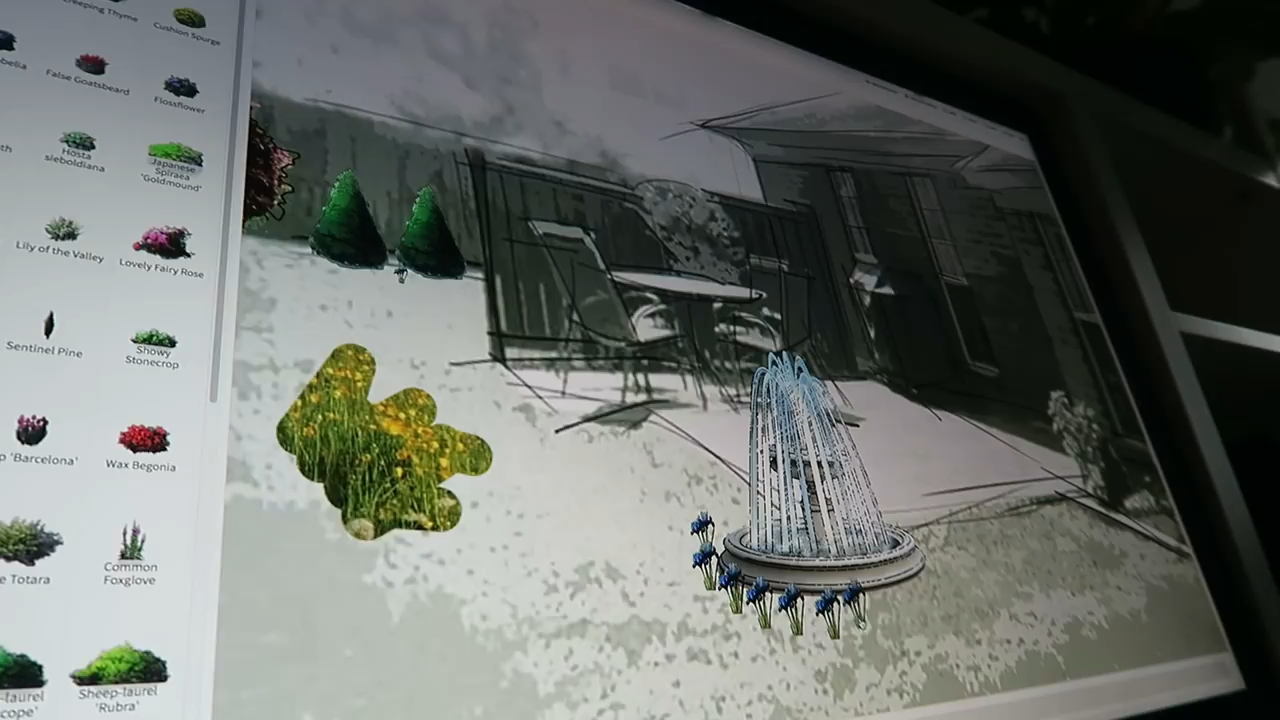 Creeping Thyme
Cushion Spurge
False Goatsbeard
Flossflower
Hosta
sieboldiana
Japanese
Spiraea
'Goldmound'
Lily of the Valley
Lovely Fairy Rose
Sentinel Pine
Showy
Stonecrop
'Barcelona'
Wax Begonia
Totara
Common
Foxglove
Sheep-laurel
'Rubra'